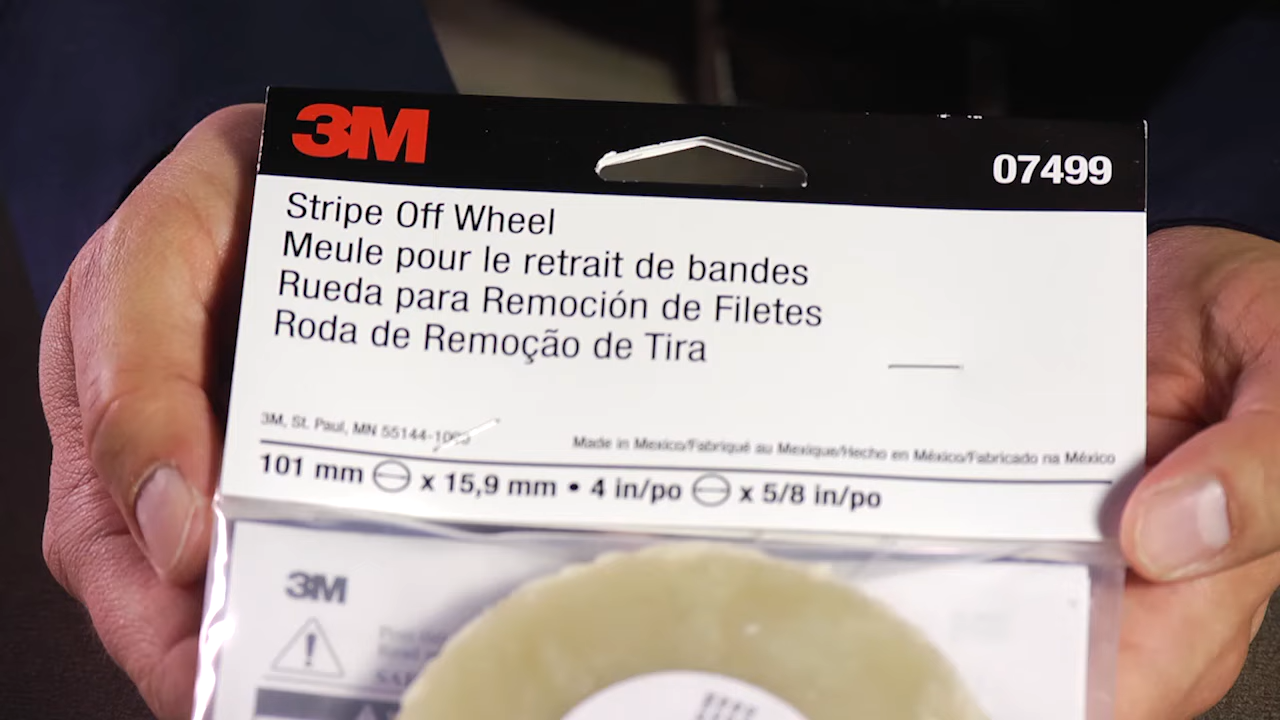 3M
07499
Stripe Off Wheel
Meule pour le retrait de bandes
Rueda para Remoción de Filetes
Roda de Remoção de Tira
3M, St. Paul, MN 55144-1000
Made in Mexico/Fabriqué au Mexique/Hecho en México/Fabricado na México
101 mm ⊖ x 15,9 mm • 4 in/po ⊖ x 5/8 in/po
3M